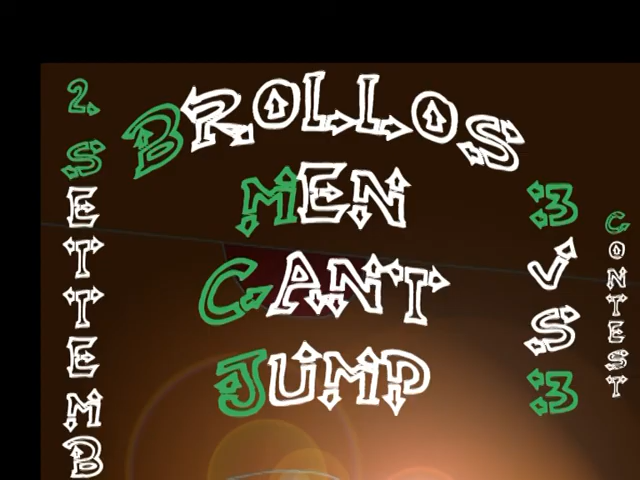 BROLLOS
MEN
CANT
JUMP
2. SETTEMB
3 VS 3
CONTEST